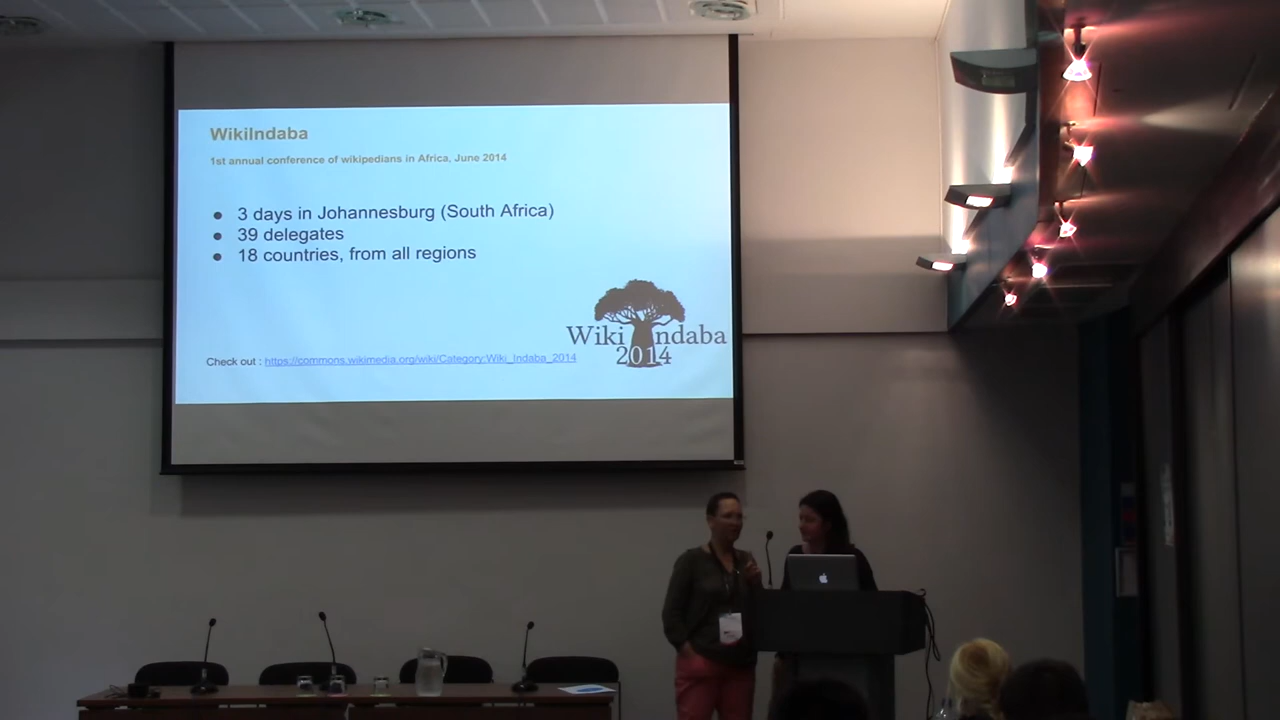 WikiIndaba
1st annual conference of wikipedians in Africa, June 2014
● 3 days in Johannesburg (South Africa)
● 39 delegates
● 18 countries, from all regions
Wiki ndaba
2014
Check out : https://commons.wikimedia.org/wiki/Category:Wiki_Indaba_2014